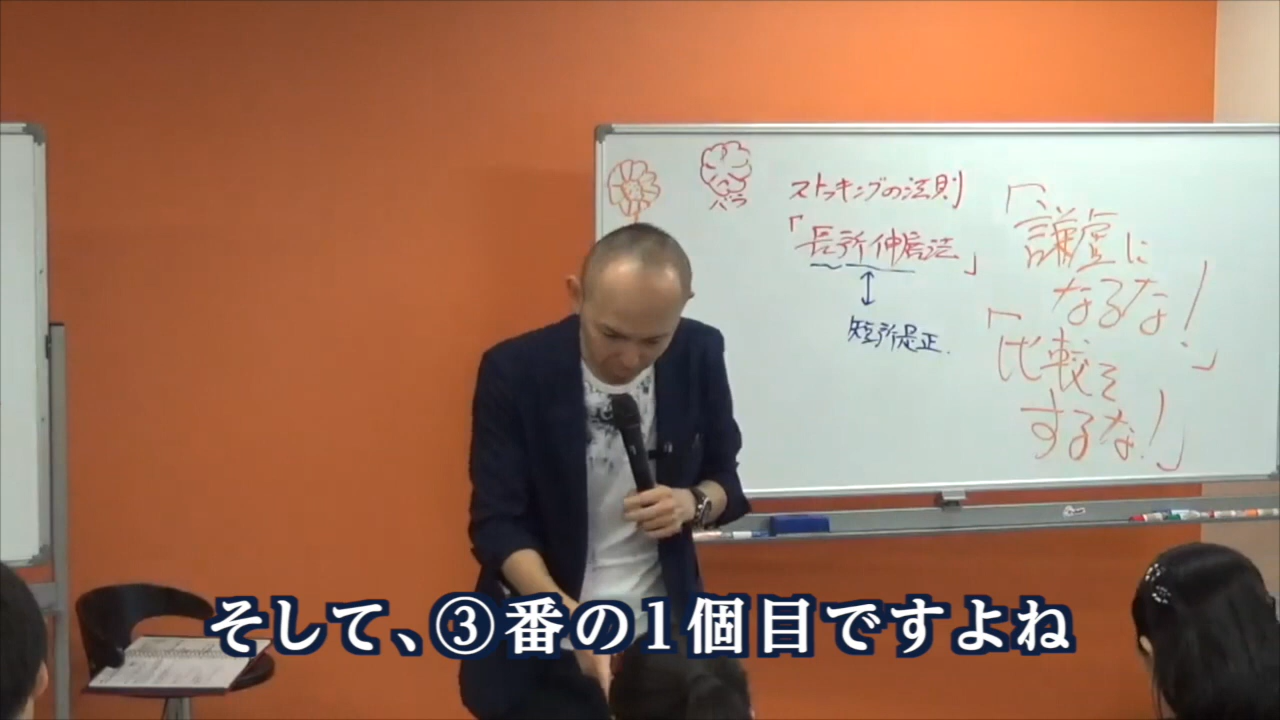 バラ
ストッキングの法則
「長所伸展法」
短所是正.
「謙虚に
なるな!」
「比較を
するな!」
そして、③番の1個目ですよね